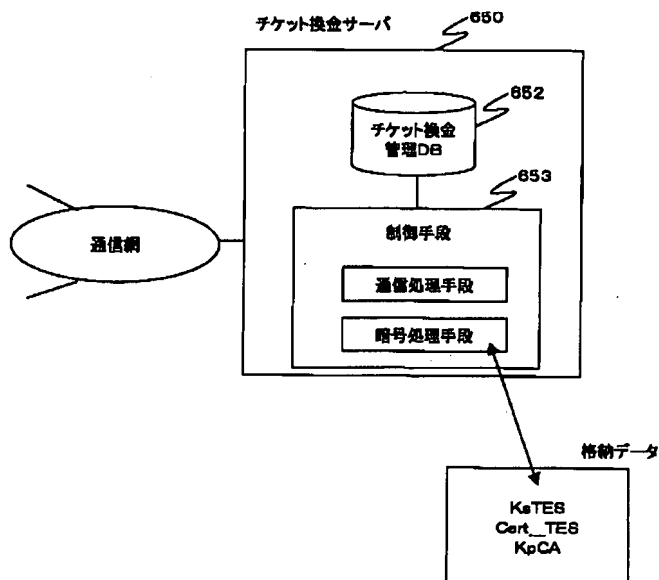 チケット換金サーバ
650
652
チケット換金
管理DB
653
制御手段
通信網
通信処理手段
暗号処理手段
格納データ
KsTES
Cert__TES
KpCA